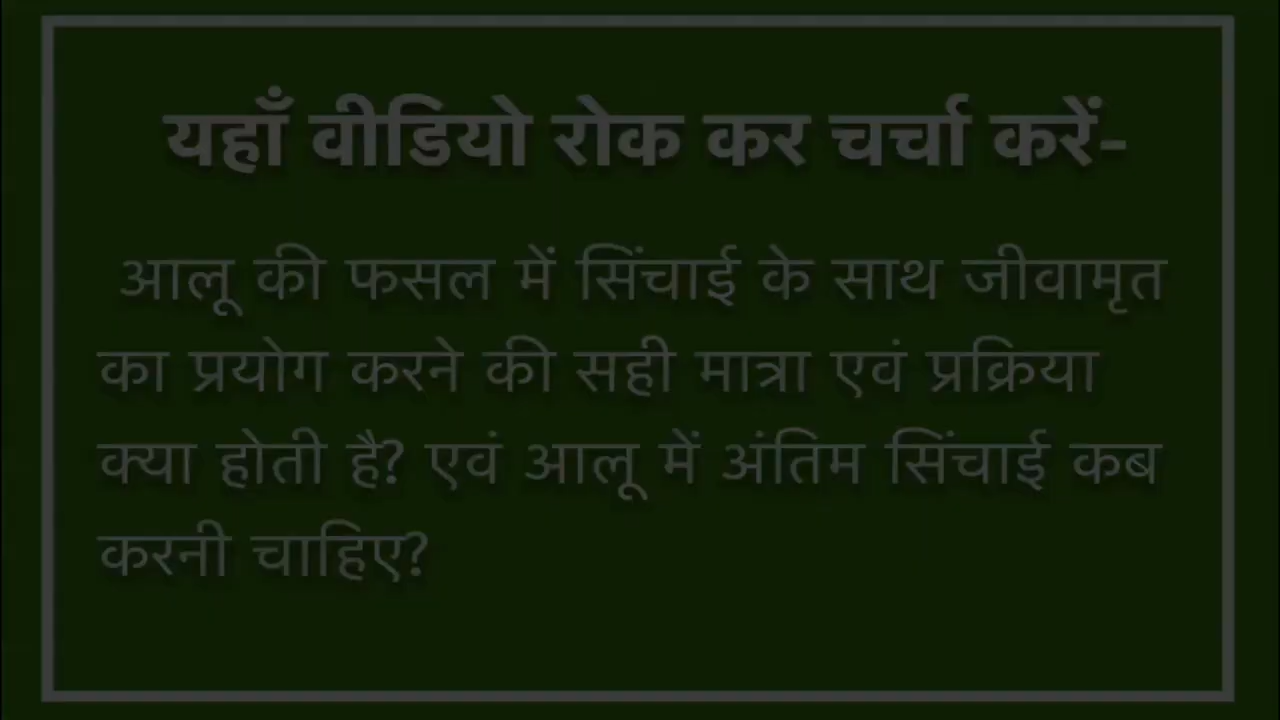 यहाँ वीडियो रोक कर चर्चा करें-
आलू की फसल में सिंचाई के साथ जीवामृत
का प्रयोग करने की सही मात्रा एवं प्रक्रिया
क्या होती है? एवं आलू में अंतिम सिंचाई कब
करनी चाहिए?